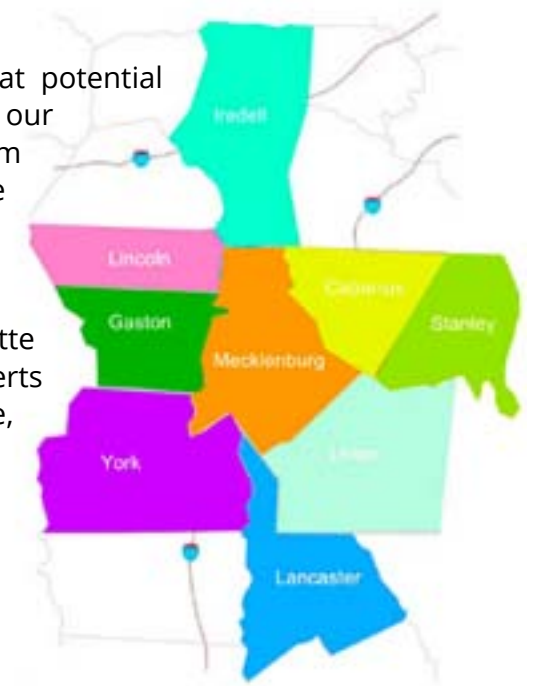 at potential
our
m
e
tte
erts
e,
Iredell
Lincoln
Cabarrus
Gaston
Stanley
Mecklenburg
Union
York
Lancaster